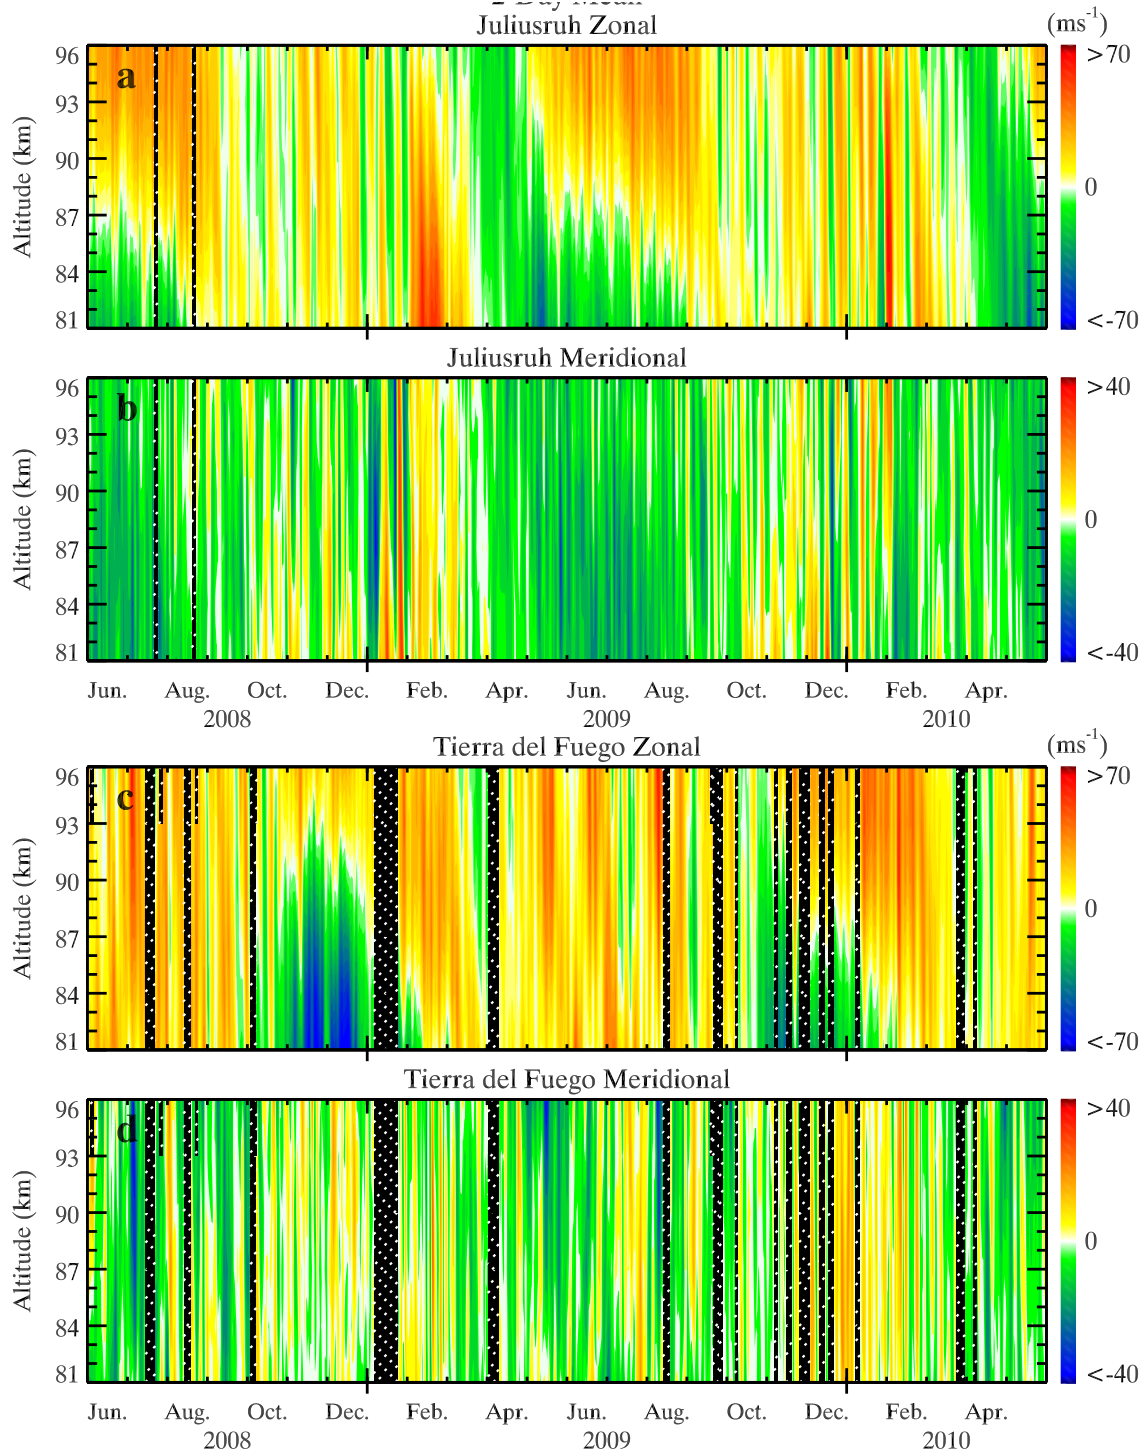 2-Day Mean
Juliusruh Zonal
(ms-1)
a
96
93
90
87
84
81
Altitude (km)
>70
0
<-70
Juliusruh Meridional
b
96
93
90
87
84
81
Altitude (km)
>40
0
<-40
Jun. Aug. Oct. Dec. Feb. Apr. Jun. Aug. Oct. Dec. Feb. Apr.
2008 2009 2010
Tierra del Fuego Zonal
(ms-1)
c
96
93
90
87
84
81
Altitude (km)
>70
0
<-70
Tierra del Fuego Meridional
d
96
93
90
87
84
81
Altitude (km)
>40
0
<-40
Jun. Aug. Oct. Dec. Feb. Apr. Jun. Aug. Oct. Dec. Feb. Apr.
2008 2009 2010